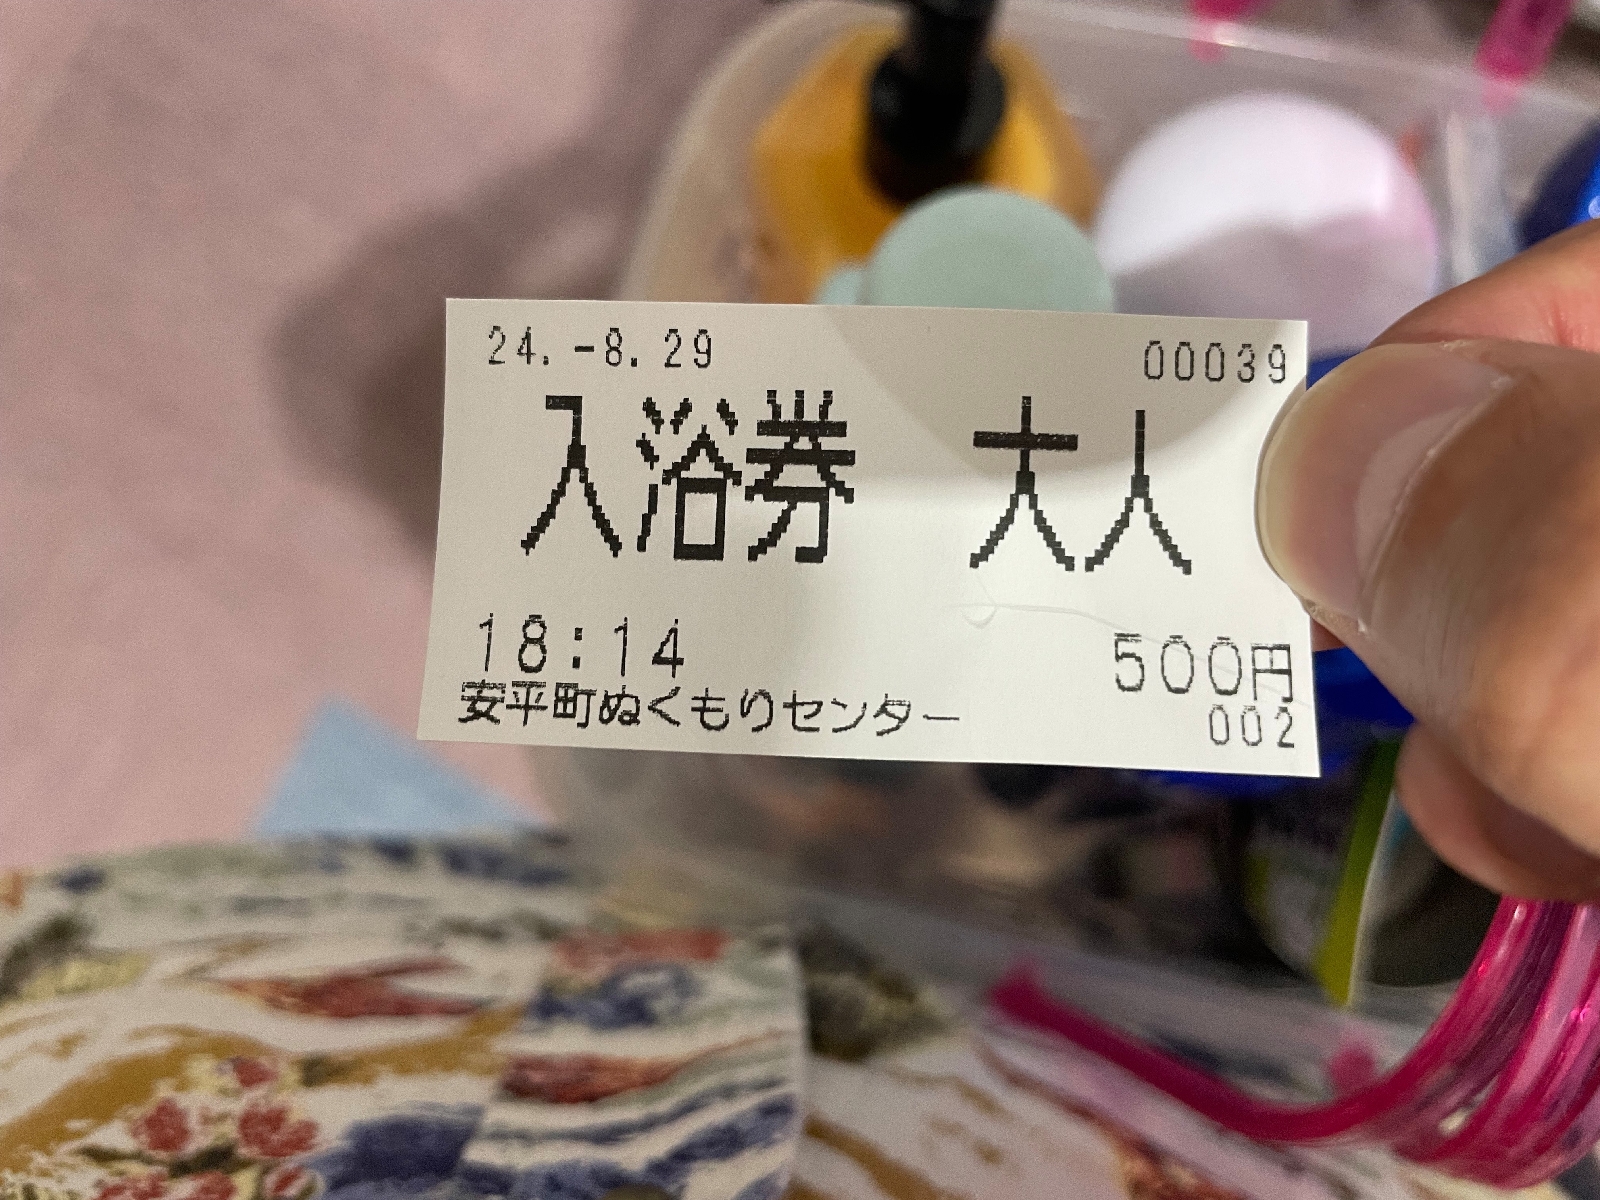 24.-8.29 00039
入浴券 大人
18:14 500円
安平町ぬくもりセンター 002